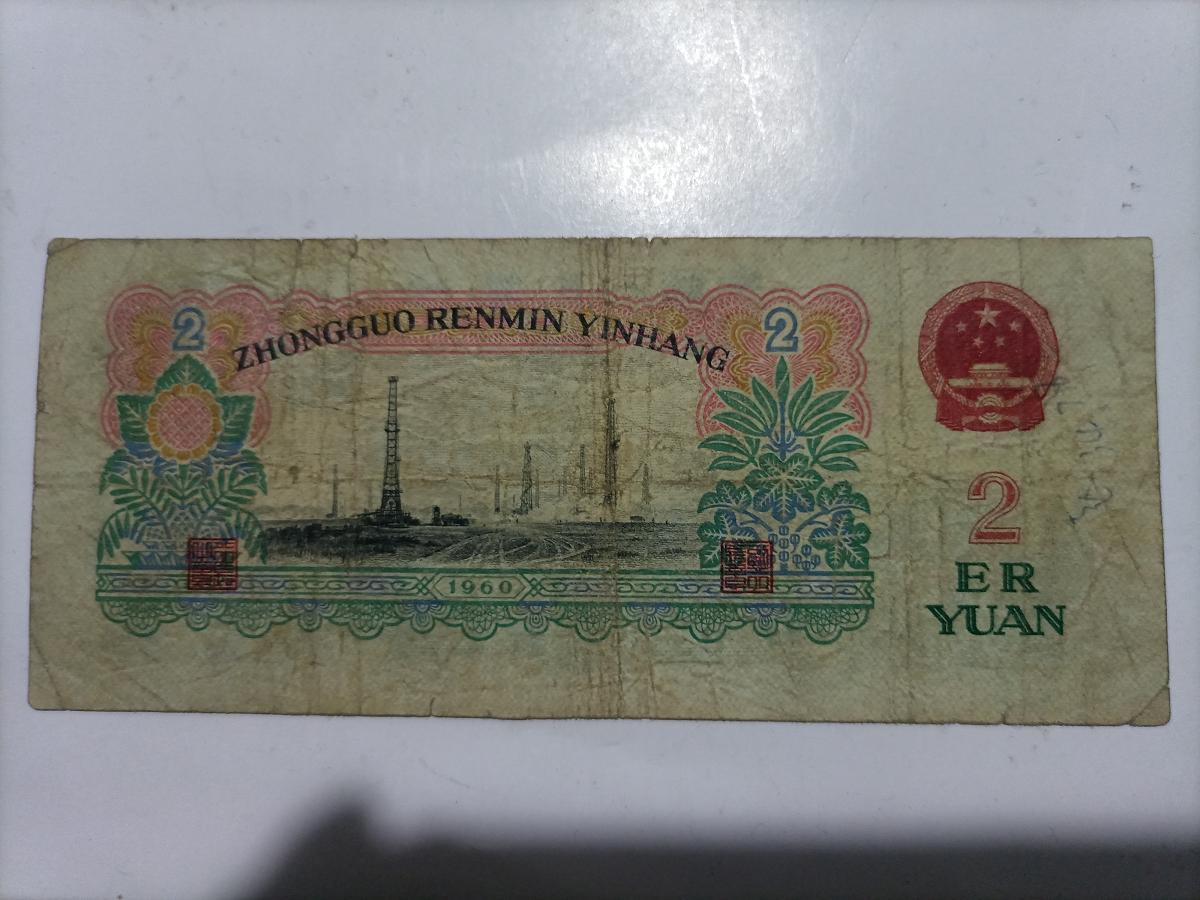 2
2
ZHONGGUO RENMIN YINHANG
1960
2
ER
YUAN